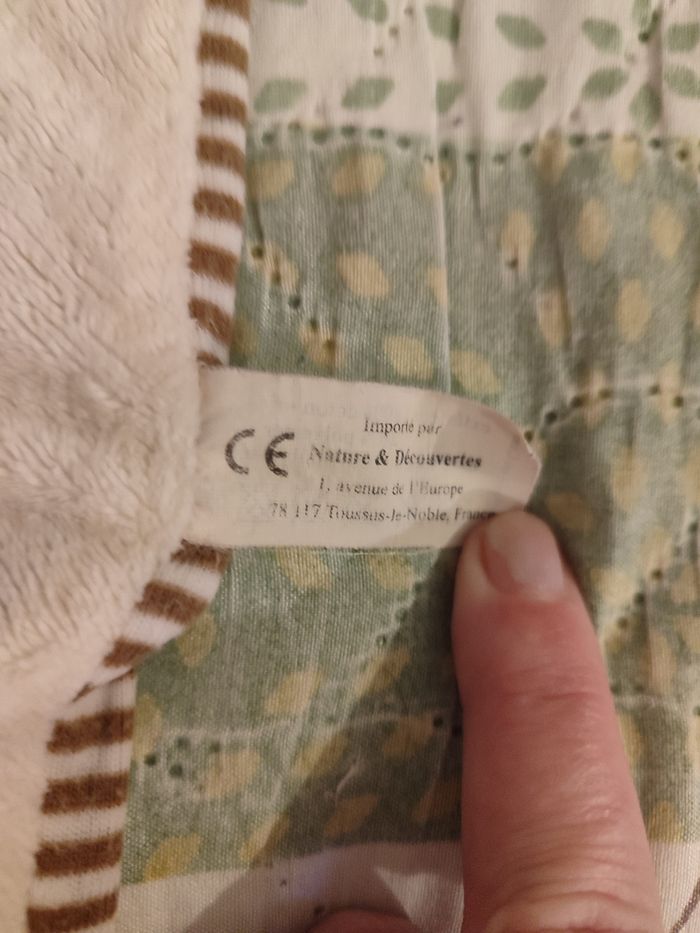 CE
Importé par
Nature & Découvertes
1, avenue de l'Europe
78 117 Toussus-le-Noble, France